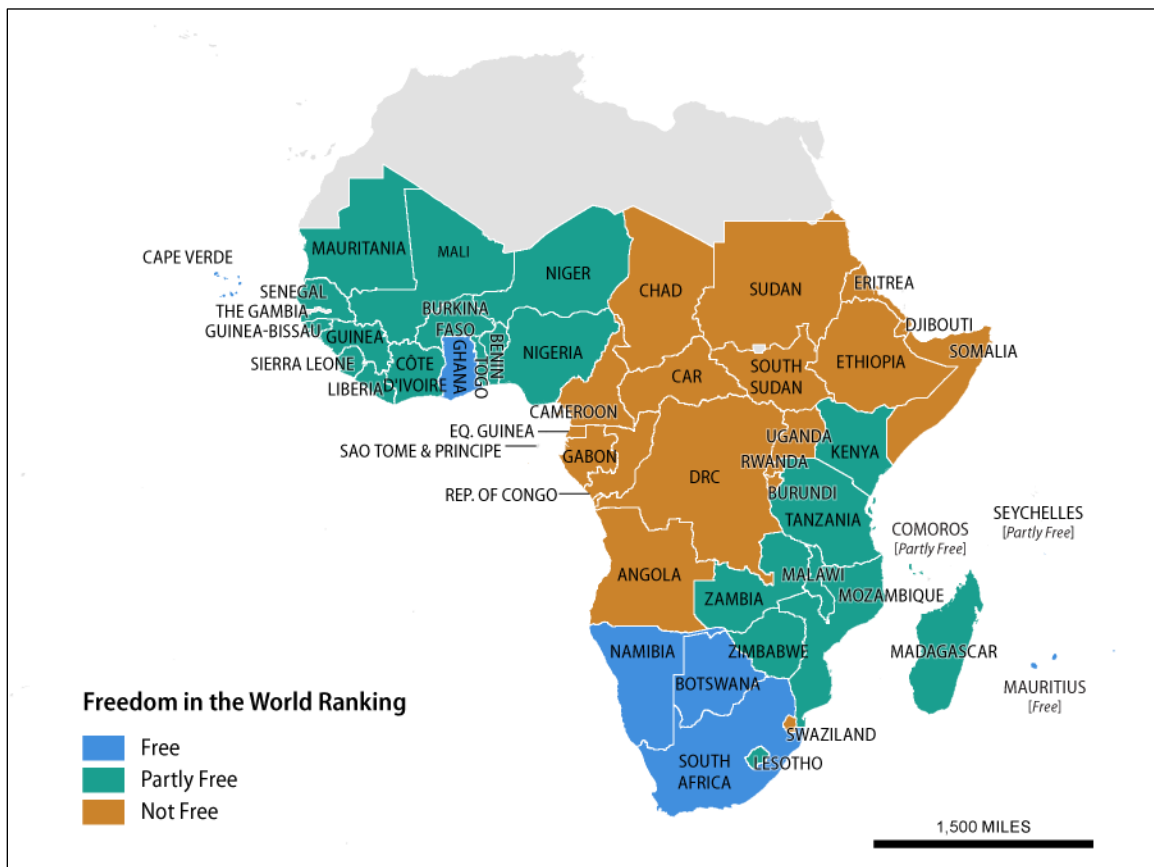 MAURITANIA
MALI
NIGER
CAPE VERDE
CHAD
SUDAN
ERITREA
SENEGAL
THE GAMBIA
GUINEA-BISSAU
BURKINA
FASO
GUINEA
NIGERIA
BENIN
TOGO
GHANA
DJIBOUTI
SOMALIA
ETHIOPIA
SIERRA LEONE
CÔTE
D'IVOIRE
LIBERIA
CAR
SOUTH
SUDAN
CAMEROON
EQ. GUINEA
SAO TOME & PRINCIPE
GABON
UGANDA
KENYA
RWANDA
DRC
REP. OF CONGO
BURUNDI
TANZANIA
COMOROS
[Partly Free]
SEYCHELLES
[Partly Free]
ANGOLA
MALAWI
ZAMBIA
MOZAMBIQUE
NAMIBIA
ZIMBABWE
MADAGASCAR
BOTSWANA
MAURITIUS
[Free]
SWAZILAND
SOUTH
AFRICA
LESOTHO
Freedom in the World Ranking
Free
Partly Free
Not Free
1,500 MILES